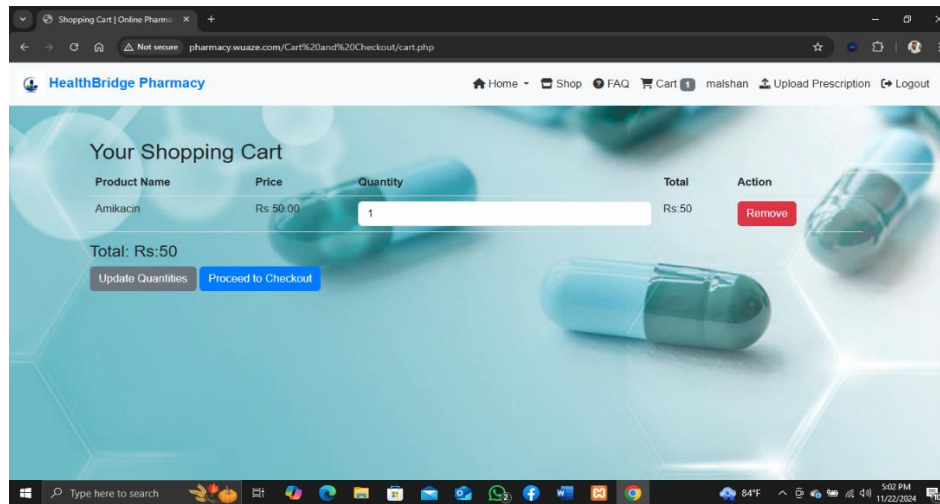 Shopping Cart | Online Pharma
Not secure pharmacy.wuaze.com/Cart%20and%20Checkout/cart.php
HealthBridge Pharmacy Home Shop FAQ Cart 1 malshan Upload Prescription Logout
Your Shopping Cart
Product Name Price Quantity Total Action
Amikacin Rs:50.00 1 Rs:50 Remove
Total: Rs:50
Update Quantities Proceed to Checkout
Type here to search 84°F 5:02 PM
11/22/2024